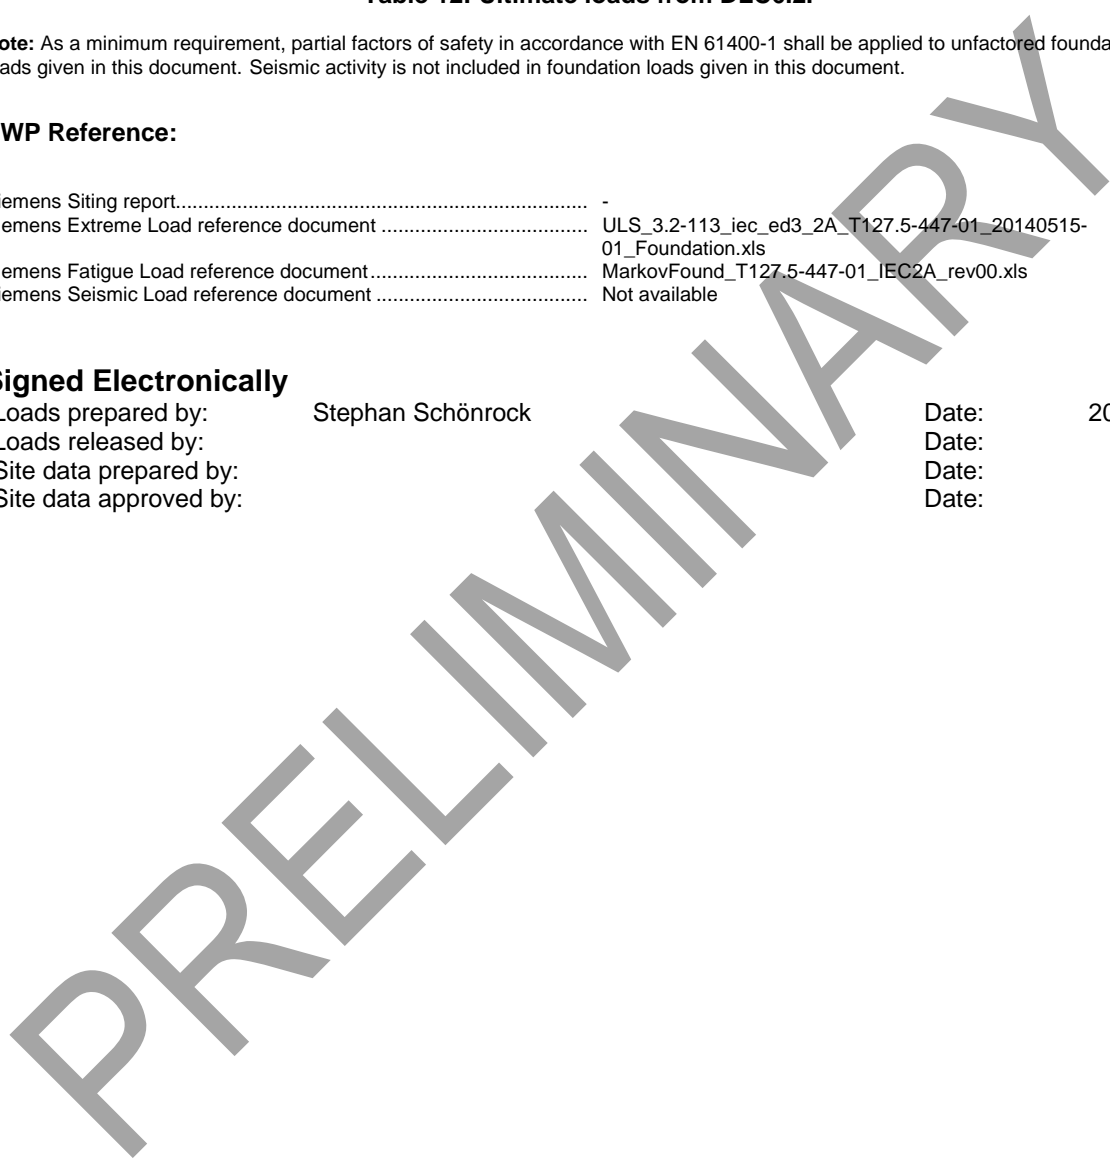 Table 12: Ultimate loads from DLC6.2.
ote: As a minimum requirement, partial factors of safety in accordance with EN 61400-1 shall be applied to unfactored founda
ads given in this document. Seismic activity is not included in foundation loads given in this document.
WP Reference:
iemens Siting report........................................................................... -
iemens Extreme Load reference document ..................................... ULS_3.2-113_iec_ed3_2A_T127.5-447-01_20140515-
01_Foundation.xls
iemens Fatigue Load reference document....................................... MarkovFound_T127.5-447-01_IEC2A_rev00.xls
iemens Seismic Load reference document ...................................... Not available
Signed Electronically
Loads prepared by: Stephan Schönrock Date: 20
Loads released by: Date:
Site data prepared by: Date:
Site data approved by: Date:
PRELIMINARY